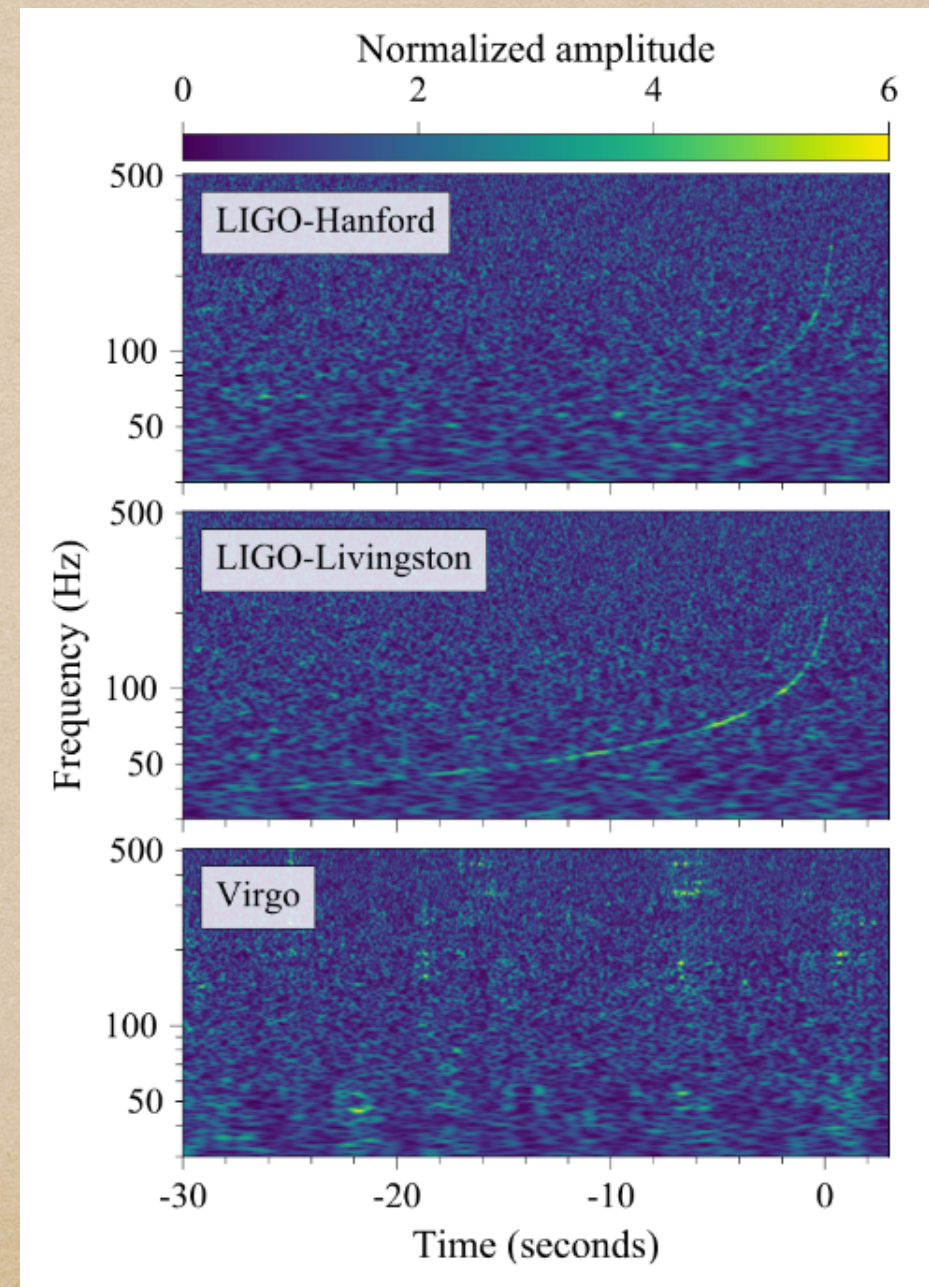 Normalized amplitude
0 2 4 6
500
LIGO-Hanford
100
50
500
LIGO-Livingston
100
50
Frequency (Hz)
500
Virgo
100
50
-30 -20 -10 0
Time (seconds)